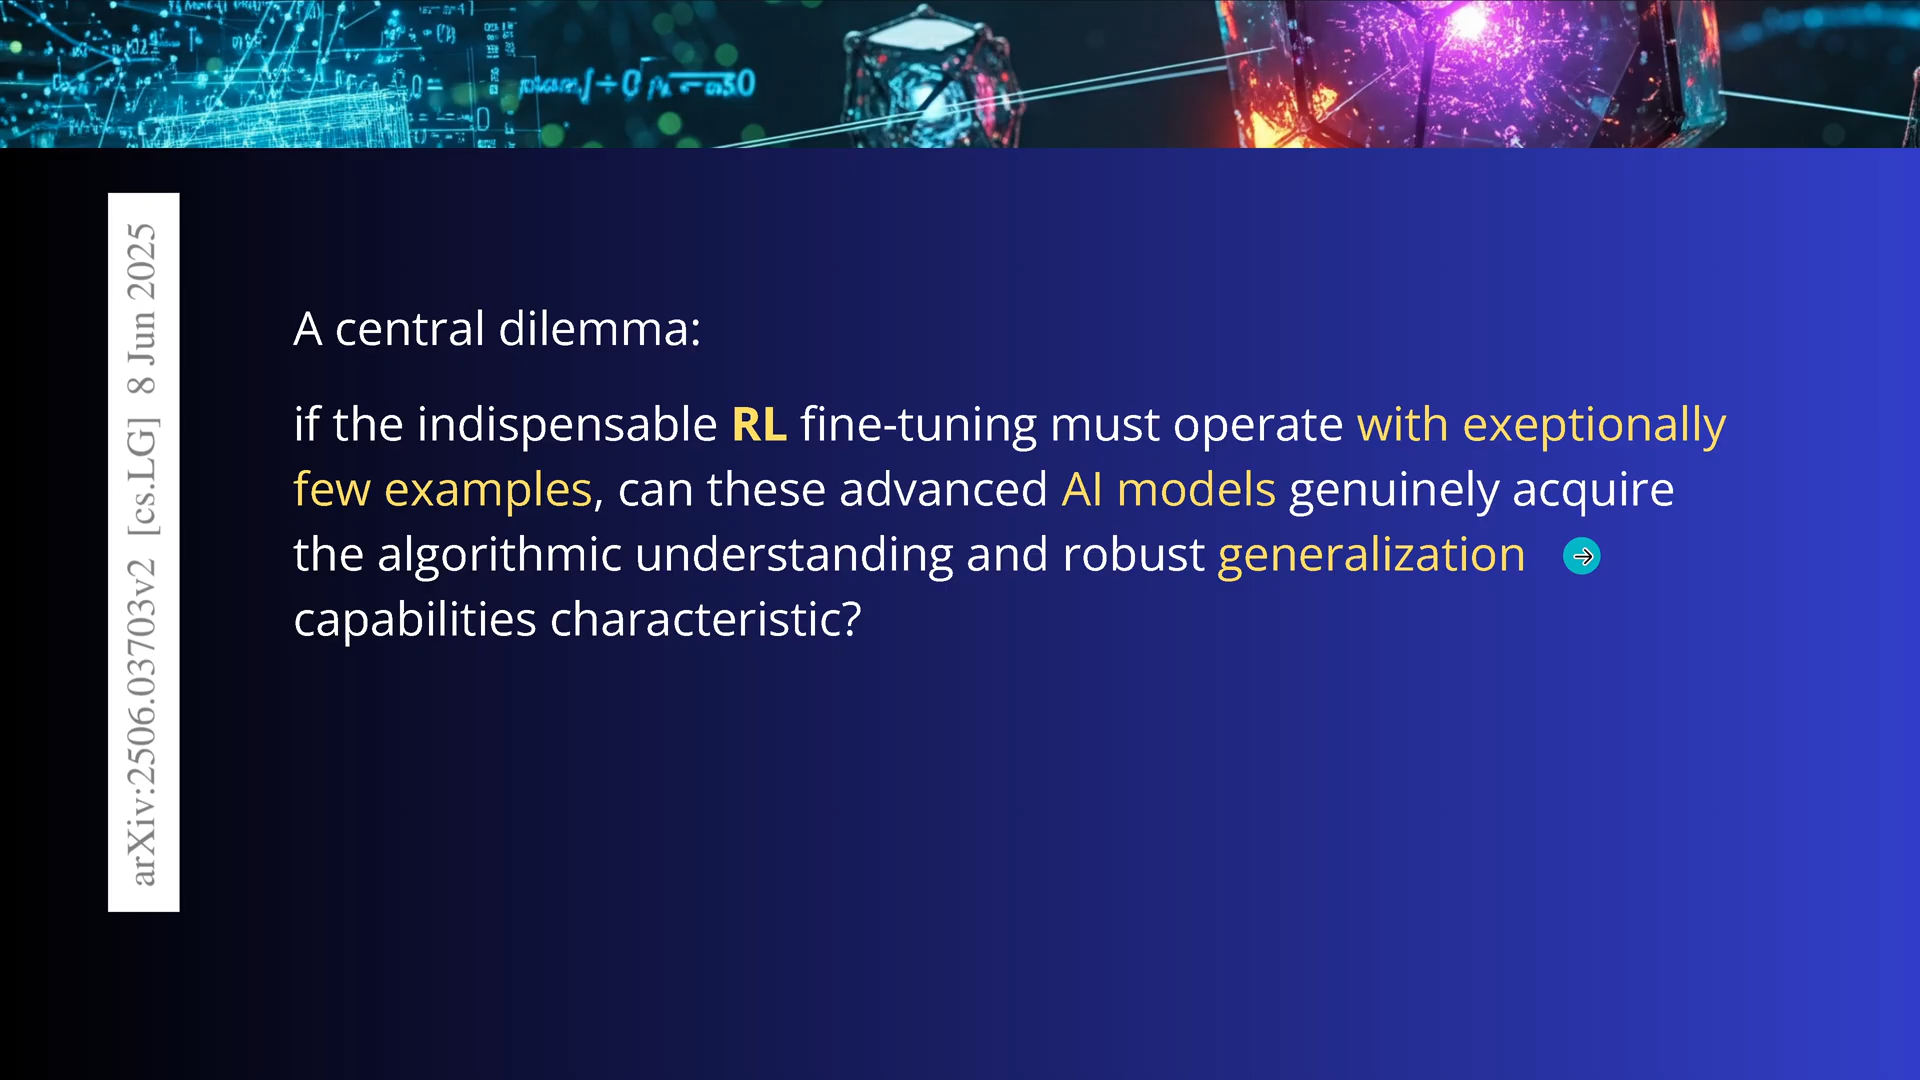 arXiv:2506.03703v2 [cs.LG] 8 Jun 2025
A central dilemma:
if the indispensable RL fine-tuning must operate with exeptionally
few examples, can these advanced AI models genuinely acquire
the algorithmic understanding and robust generalization
capabilities characteristic?